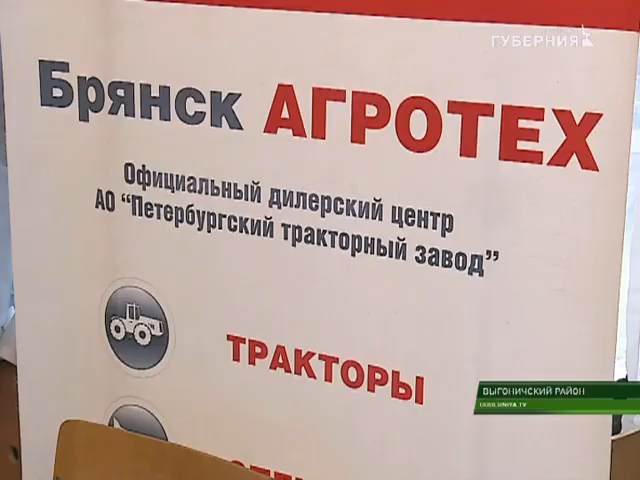 ГУБЕРНИЯ
Брянск АГРОТЕХ
Официальный дилерский центр
АО “Петербургский тракторный завод”
ТРАКТОРЫ
ВЫГОНИЧСКИЙ РАЙОН